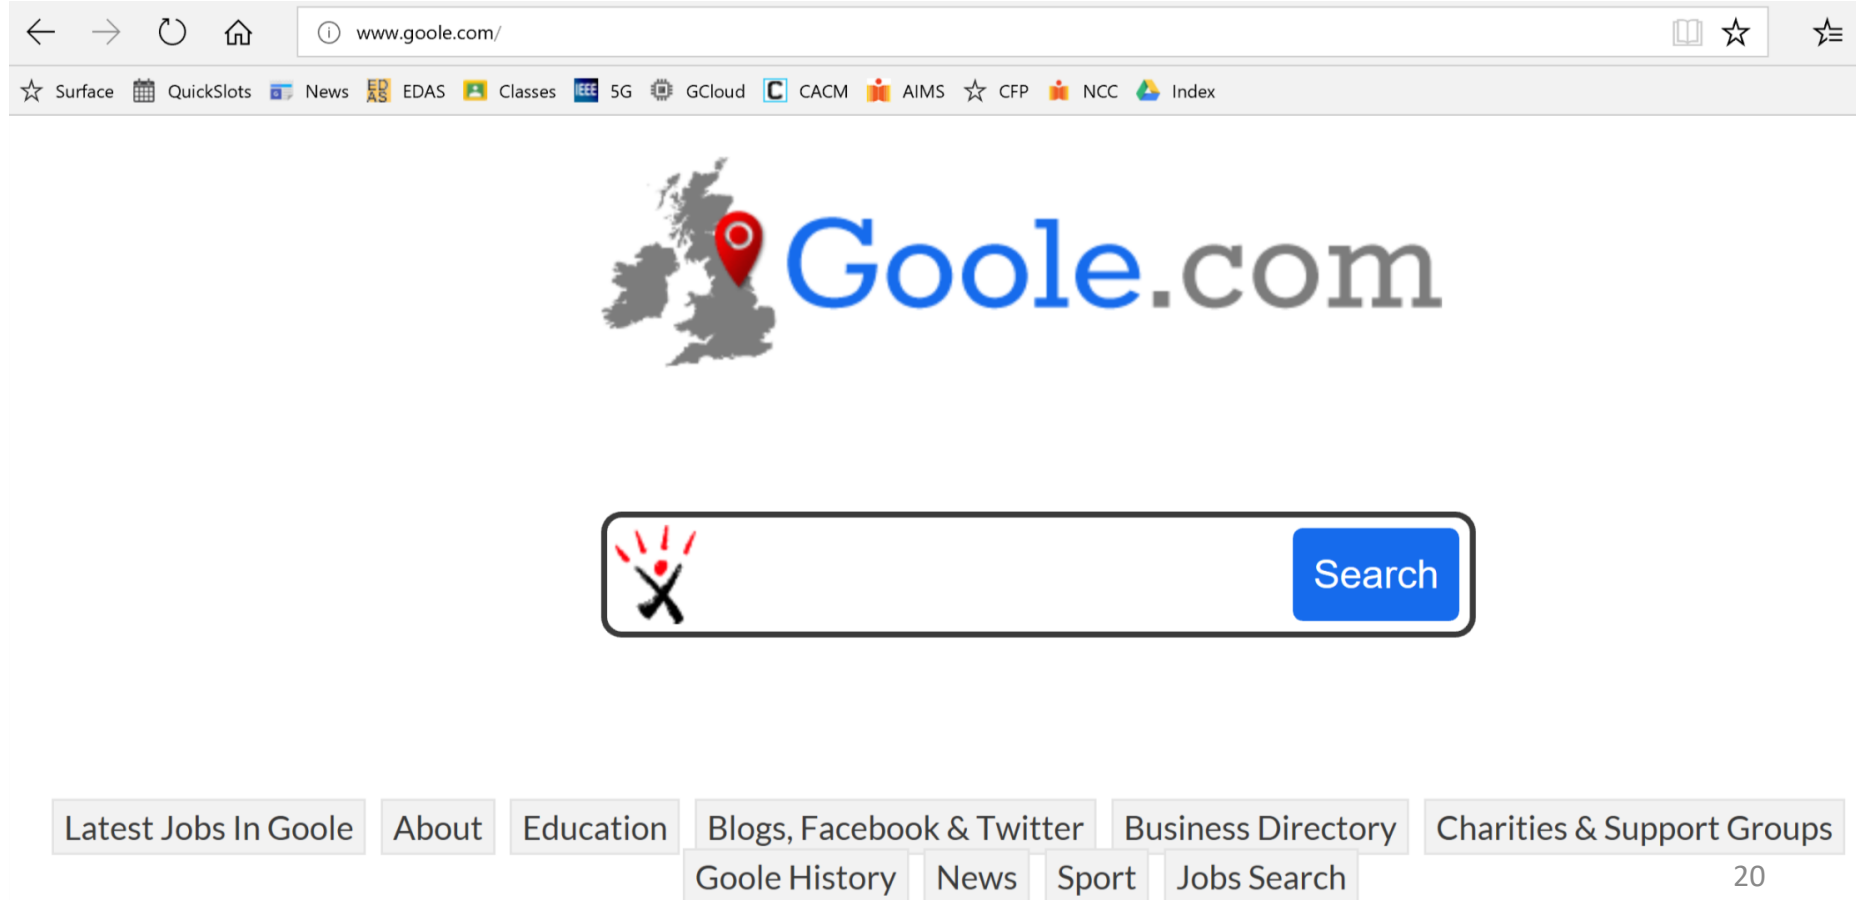 www.goole.com/
Surface QuickSlots News EDAS Classes IEEE 5G GCloud C CACM AIMS CFP NCC Index
Goole.com
Search
Latest Jobs In Goole About Education Blogs, Facebook & Twitter Business Directory Charities & Support Groups
Goole History News Sport Jobs Search 20